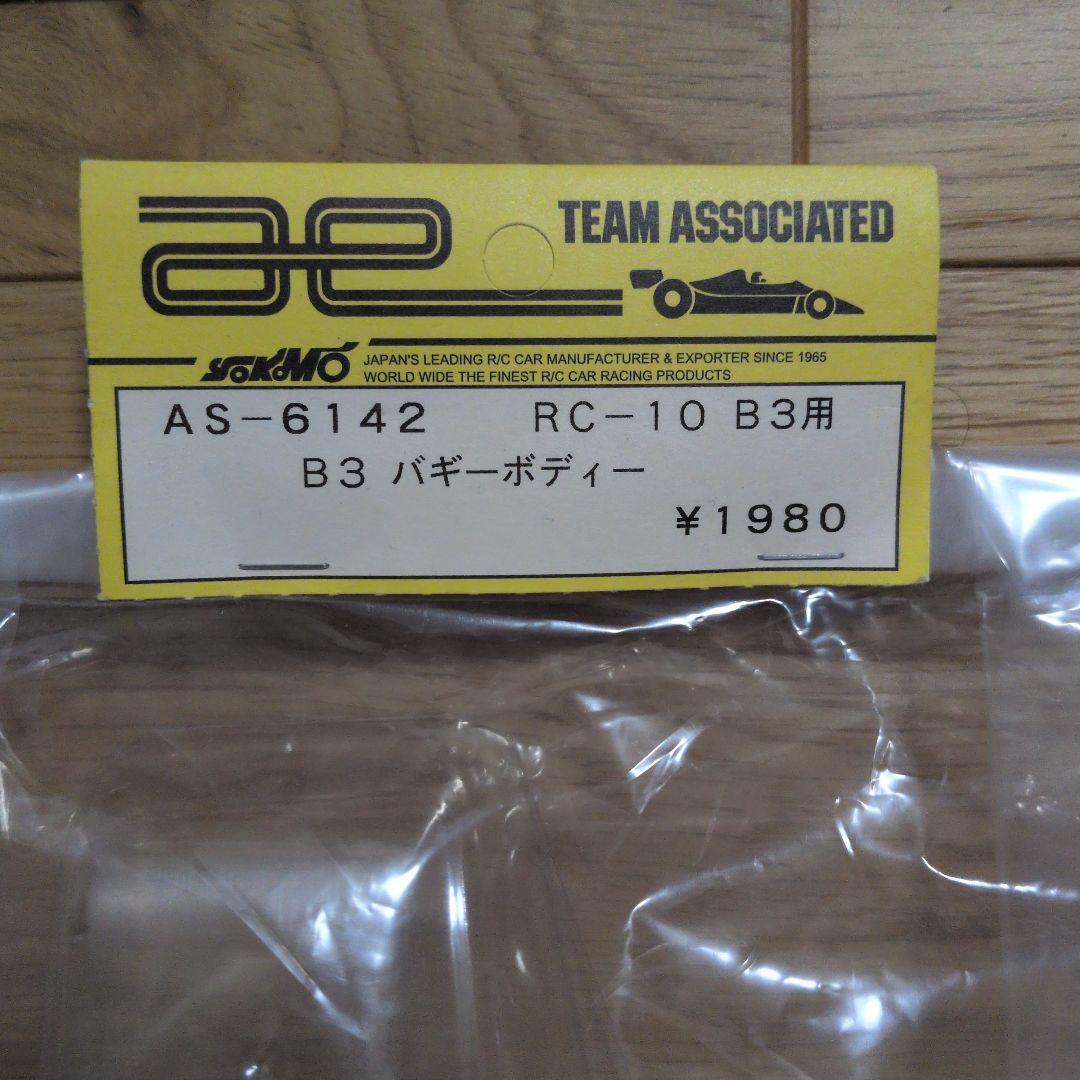 ae
TEAM ASSOCIATED
YOKOMO
JAPAN'S LEADING R/C CAR MANUFACTURER & EXPORTER SINCE 1965
WORLD WIDE THE FINEST R/C CAR RACING PRODUCTS
AS-6142 RC-10 B3用
B3 バギーボディー
¥1980